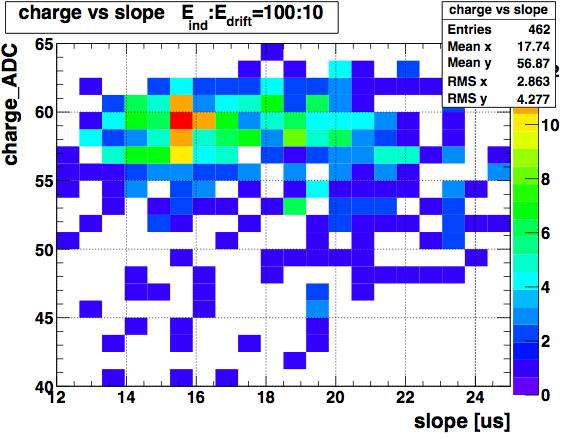 charge vs slope E_ind:E_drift=100:10
charge vs slope
Entries 462
Mean x 17.74
Mean y 56.87
RMS x 2.863
RMS y 4.277
charge_ADC
65
60
55
50
45
40
12 14 16 18 20 22 24
slope [us]
2
10
8
6
4
2
0